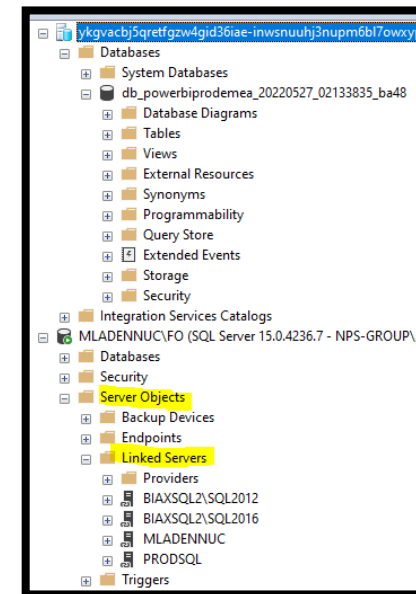 ykgvacbj5qretfgzw4gid36iae-inwsnuuhj3nupm6bl7owxy
Databases
System Databases
db_powerbiprodemea_20220527_02133835_ba48
Database Diagrams
Tables
Views
External Resources
Synonyms
Programmability
Query Store
Extended Events
Storage
Security
Integration Services Catalogs
MLADENNUC\FO (SQL Server 15.0.4236.7 - NPS-GROUP\
Databases
Security
Server Objects
Backup Devices
Endpoints
Linked Servers
Providers
BIAXSQL2\SQL2012
BIAXSQL2\SQL2016
MLADENNUC
PRODSQL
Triggers